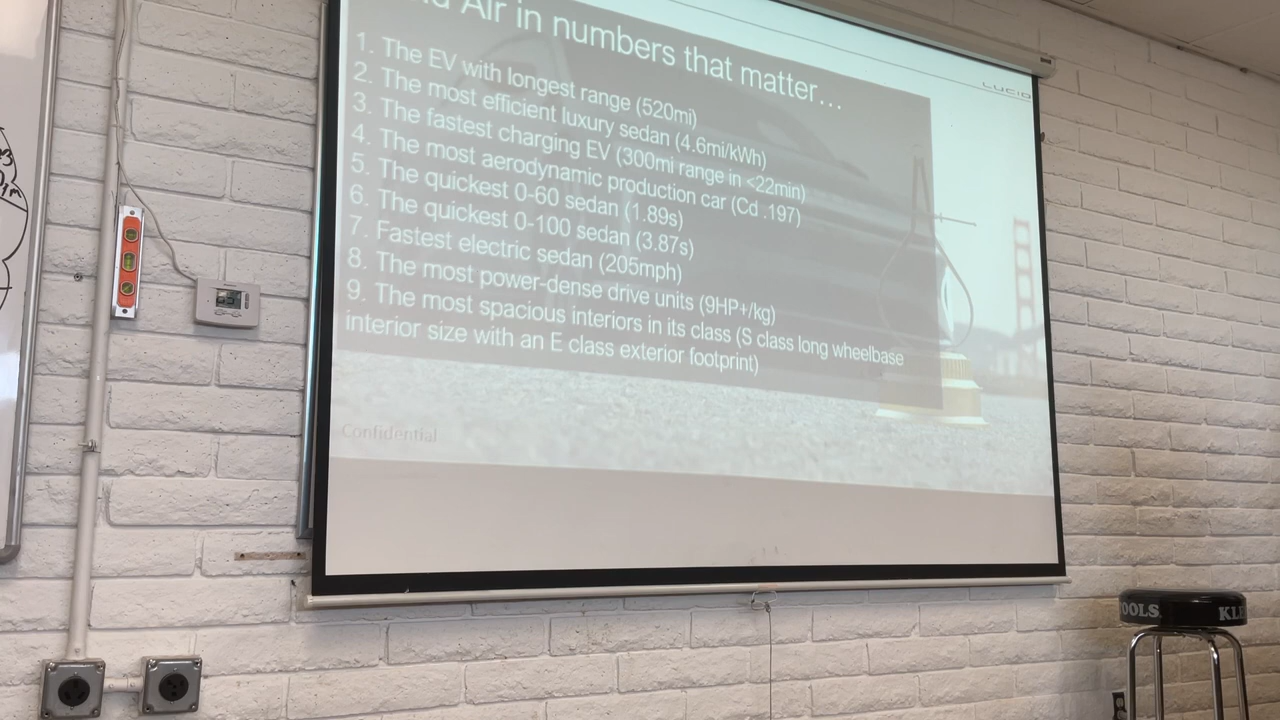 Air in numbers that matter…
LUCID
1. The EV with longest range (520mi)
2. The most efficient luxury sedan (4.6mi/kWh)
3. The fastest charging EV (300mi range in <22min)
4. The most aerodynamic production car (Cd .197)
5. The quickest 0-60 sedan (1.89s)
6. The quickest 0-100 sedan (3.87s)
7. Fastest electric sedan (205mph)
8. The most power-dense drive units (9HP+/kg)
9. The most spacious interiors in its class (S class long wheelbase
interior size with an E class exterior footprint)
Confidential
OOLS KLE